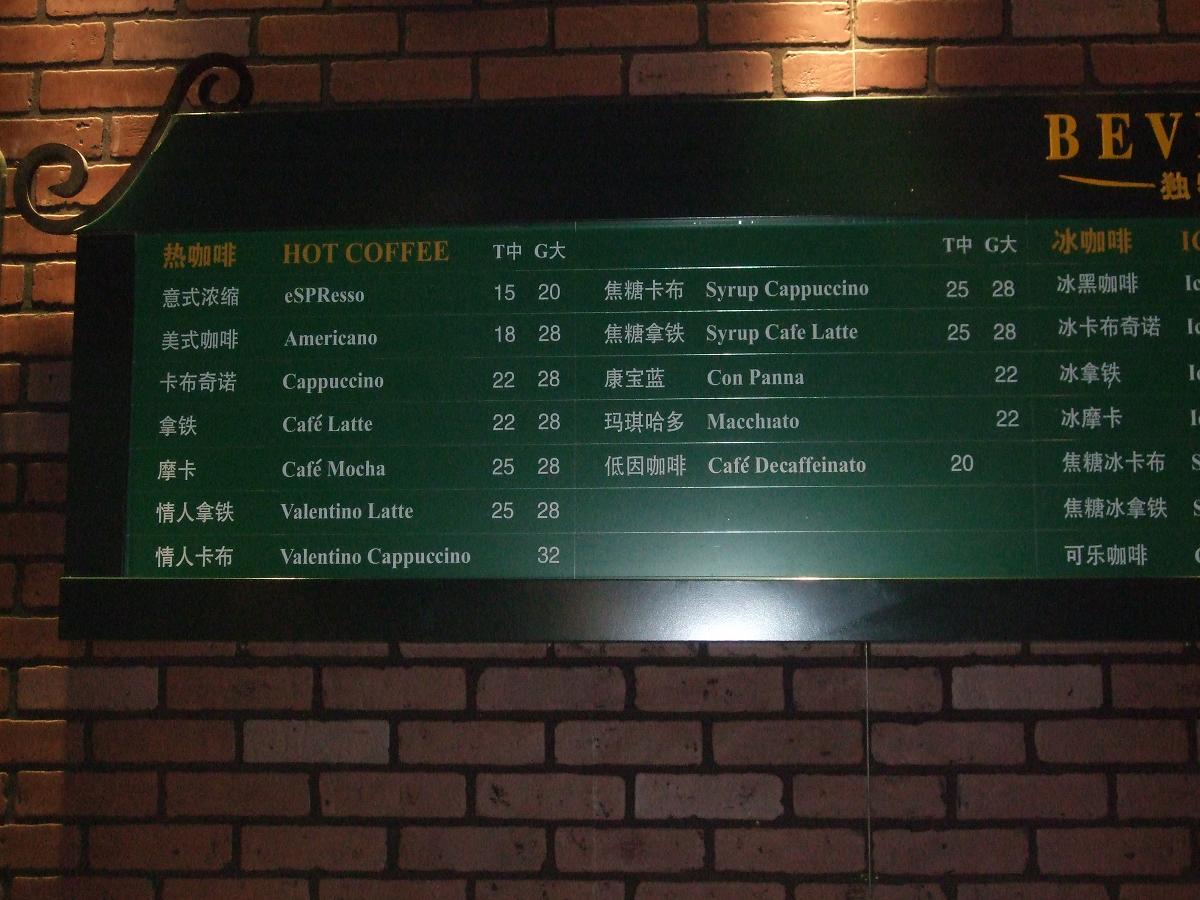 BEV
独
热咖啡 HOT COFFEE T中 G大
意式浓缩 eSPResso 15 20
美式咖啡 Americano 18 28
卡布奇诺 Cappuccino 22 28
拿铁 Café Latte 22 28
摩卡 Café Mocha 25 28
情人拿铁 Valentino Latte 25 28
情人卡布 Valentino Cappuccino 32
T中 G大
焦糖卡布 Syrup Cappuccino 25 28
焦糖拿铁 Syrup Cafe Latte 25 28
康宝蓝 Con Panna 22
玛琪哈多 Macchiato 22
低因咖啡 Café Decaffeinato 20
冰咖啡
冰黑咖啡
冰卡布奇诺
冰拿铁
冰摩卡
焦糖冰卡布
焦糖冰拿铁
可乐咖啡